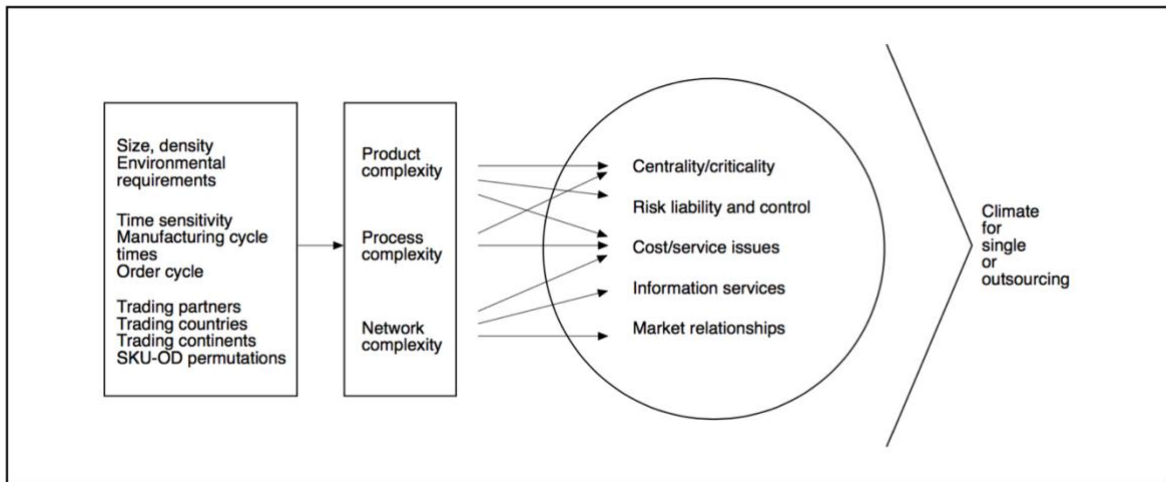 Size, density
Environmental
requirements
Time sensitivity
Manufacturing cycle
times
Order cycle
Trading partners
Trading countries
Trading continents
SKU-OD permutations
Product
complexity
Process
complexity
Network
complexity
Centrality/criticality
Risk liability and control
Cost/service issues
Information services
Market relationships
Climate
for
single
or
outsourcing